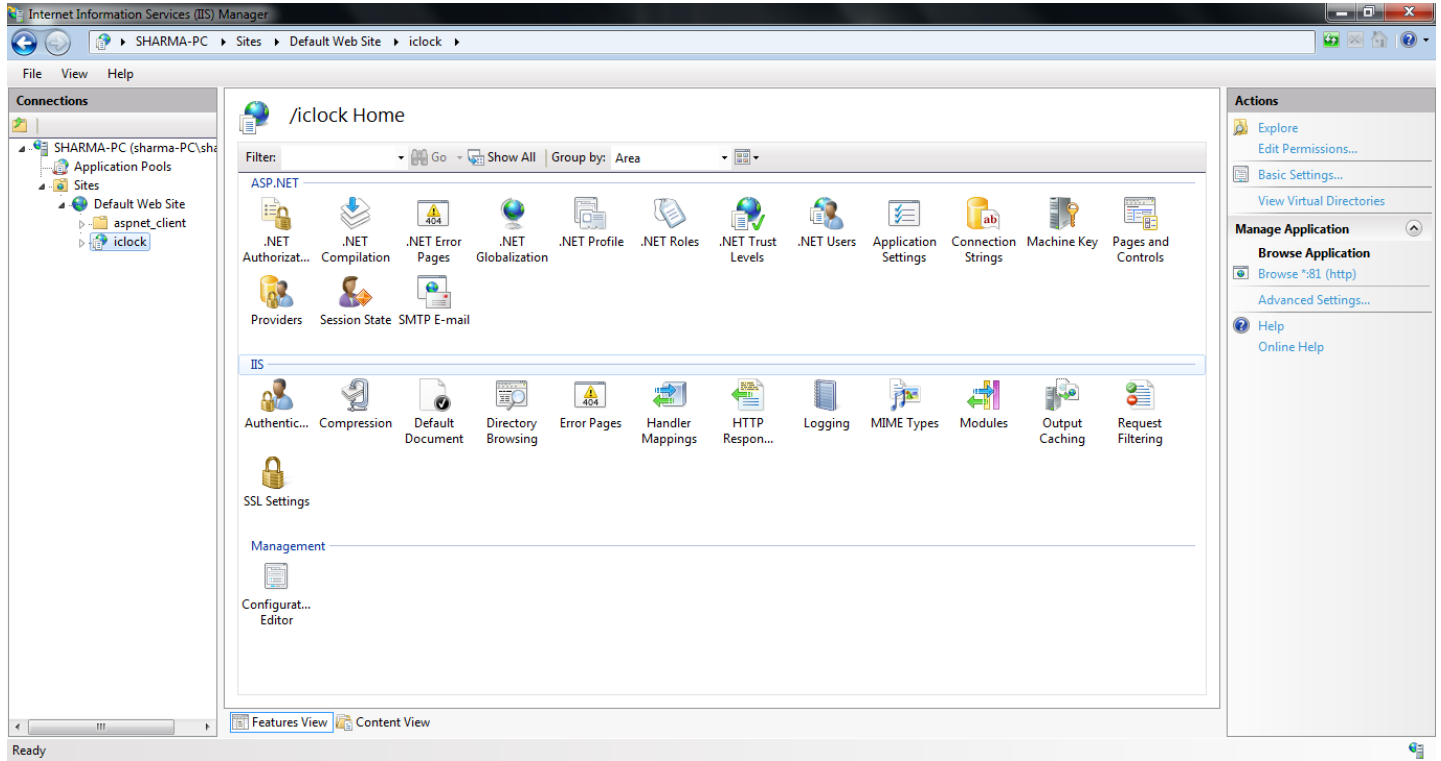 Internet Information Services (IIS) Manager
SHARMA-PC Sites Default Web Site iclock
File View Help
Connections
SHARMA-PC (sharma-PC\sha
Application Pools
Sites
Default Web Site
aspnet_client
iclock
/iclock Home
Filter: Go Show All Group by: Area
ASP.NET
.NET Authorizat...
.NET Compilation
.NET Error Pages
.NET Globalization
.NET Profile
.NET Roles
.NET Trust Levels
.NET Users
Application Settings
Connection Strings
Machine Key
Pages and Controls
Providers
Session State
SMTP E-mail
IIS
Authentic...
Compression
Default Document
Directory Browsing
Error Pages
Handler Mappings
HTTP Respon...
Logging
MIME Types
Modules
Output Caching
Request Filtering
SSL Settings
Management
Configurat... Editor
Features View Content View
Actions
Explore
Edit Permissions...
Basic Settings...
View Virtual Directories
Manage Application
Browse Application
Browse *:81 (http)
Advanced Settings...
Help
Online Help
Ready